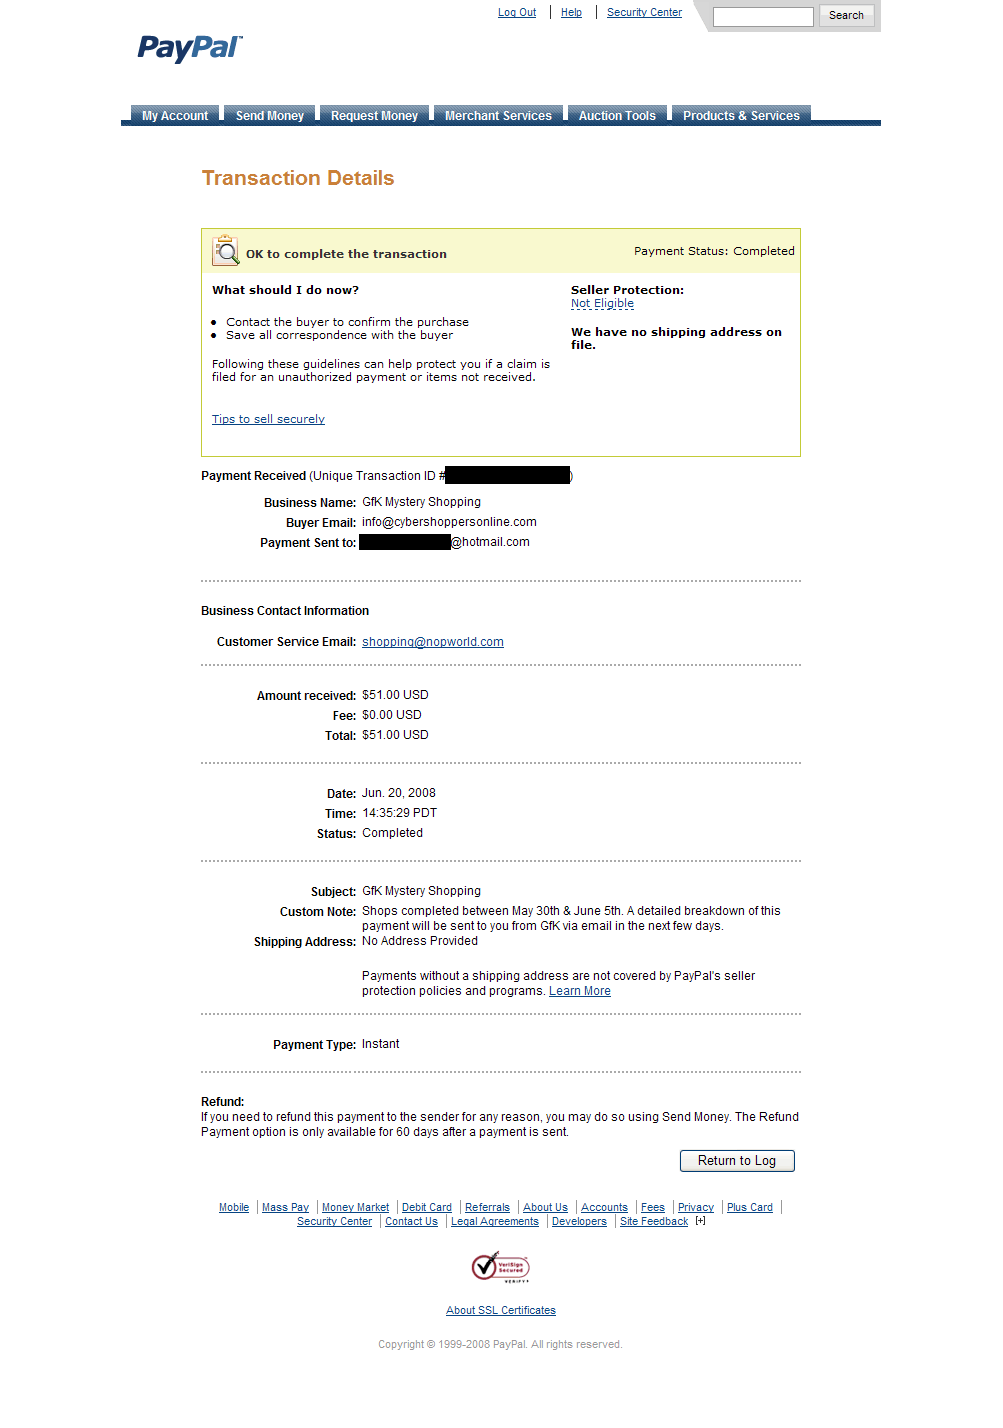 Log Out | Help | Security Center Search
PayPal™
My Account Send Money Request Money Merchant Services Auction Tools Products & Services
Transaction Details
OK to complete the transaction Payment Status: Completed
What should I do now?
• Contact the buyer to confirm the purchase
• Save all correspondence with the buyer
Following these guidelines can help protect you if a claim is
filed for an unauthorized payment or items not received.
Tips to sell securely
Seller Protection:
Not Eligible
We have no shipping address on
file.
Payment Received (Unique Transaction ID # )
Business Name: GfK Mystery Shopping
Buyer Email: info@cybershoppersonline.com
Payment Sent to: @hotmail.com
Business Contact Information
Customer Service Email: shopping@nopworld.com
Amount received: $51.00 USD
Fee: $0.00 USD
Total: $51.00 USD
Date: Jun. 20, 2008
Time: 14:35:29 PDT
Status: Completed
Subject: GfK Mystery Shopping
Custom Note: Shops completed between May 30th & June 5th. A detailed breakdown of this
payment will be sent to you from GfK via email in the next few days.
Shipping Address: No Address Provided
Payments without a shipping address are not covered by PayPal's seller
protection policies and programs. Learn More
Payment Type: Instant
Refund:
If you need to refund this payment to the sender for any reason, you may do so using Send Money. The Refund
Payment option is only available for 60 days after a payment is sent.
Return to Log
Mobile | Mass Pay | Money Market | Debit Card | Referrals | About Us | Accounts | Fees | Privacy | Plus Card |
Security Center | Contact Us | Legal Agreements | Developers | Site Feedback [+]
VeriSign
Secured
VERIFY
About SSL Certificates
Copyright © 1999-2008 PayPal. All rights reserved.